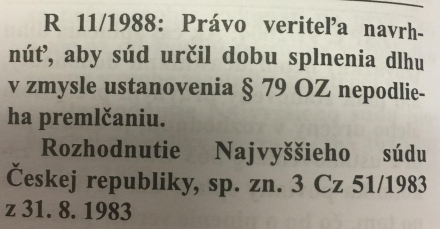 R 11/1988: Právo veriteľa navrh-
núť, aby súd určil dobu splnenia dlhu
v zmysle ustanovenia § 79 OZ nepodlie-
ha premlčaniu.
Rozhodnutie Najvyššieho súdu
Českej republiky, sp. zn. 3 Cz 51/1983
z 31. 8. 1983